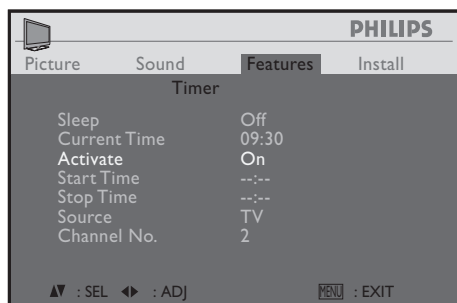 PHILIPS
Picture Sound Features Install
Timer
Sleep Off
Current Time 09:30
Activate On
Start Time --:--
Stop Time --:--
Source TV
Channel No. 2
: SEL : ADJ MENU : EXIT